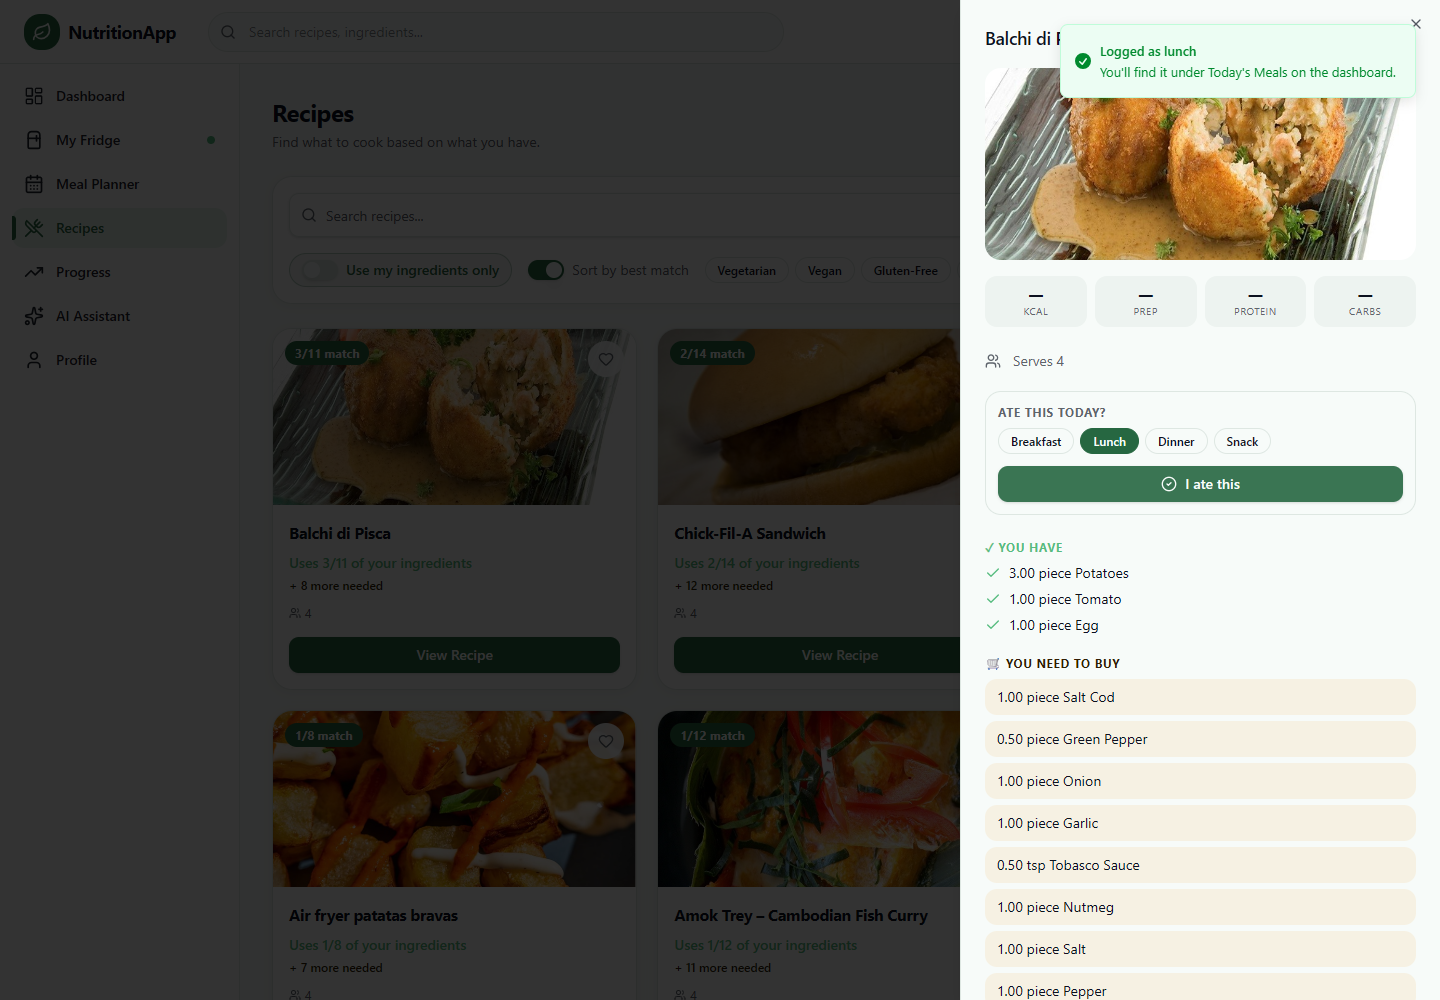 NutritionApp
Search recipes, ingredients...
Dashboard
My Fridge
Meal Planner
Recipes
Progress
AI Assistant
Profile
Recipes
Find what to cook based on what you have.
Search recipes...
Use my ingredients only
Sort by best match
Vegetarian
Vegan
Gluten-Free
3/11 match
Balchi di Pisca
Uses 3/11 of your ingredients
+ 8 more needed
4
View Recipe
2/14 match
Chick-Fil-A Sandwich
Uses 2/14 of your ingredients
+ 12 more needed
4
View Recipe
1/8 match
Air fryer patatas bravas
Uses 1/8 of your ingredients
+ 7 more needed
4
1/12 match
Amok Trey – Cambodian Fish Curry
Uses 1/12 of your ingredients
+ 11 more needed
4
Balchi di
Logged as lunch
You'll find it under Today's Meals on the dashboard.
— KCAL
— PREP
— PROTEIN
— CARBS
Serves 4
ATE THIS TODAY?
Breakfast
Lunch
Dinner
Snack
I ate this
✓ YOU HAVE
3.00 piece Potatoes
1.00 piece Tomato
1.00 piece Egg
🛒 YOU NEED TO BUY
1.00 piece Salt Cod
0.50 piece Green Pepper
1.00 piece Onion
1.00 piece Garlic
0.50 tsp Tobasco Sauce
1.00 piece Nutmeg
1.00 piece Salt
1.00 piece Pepper